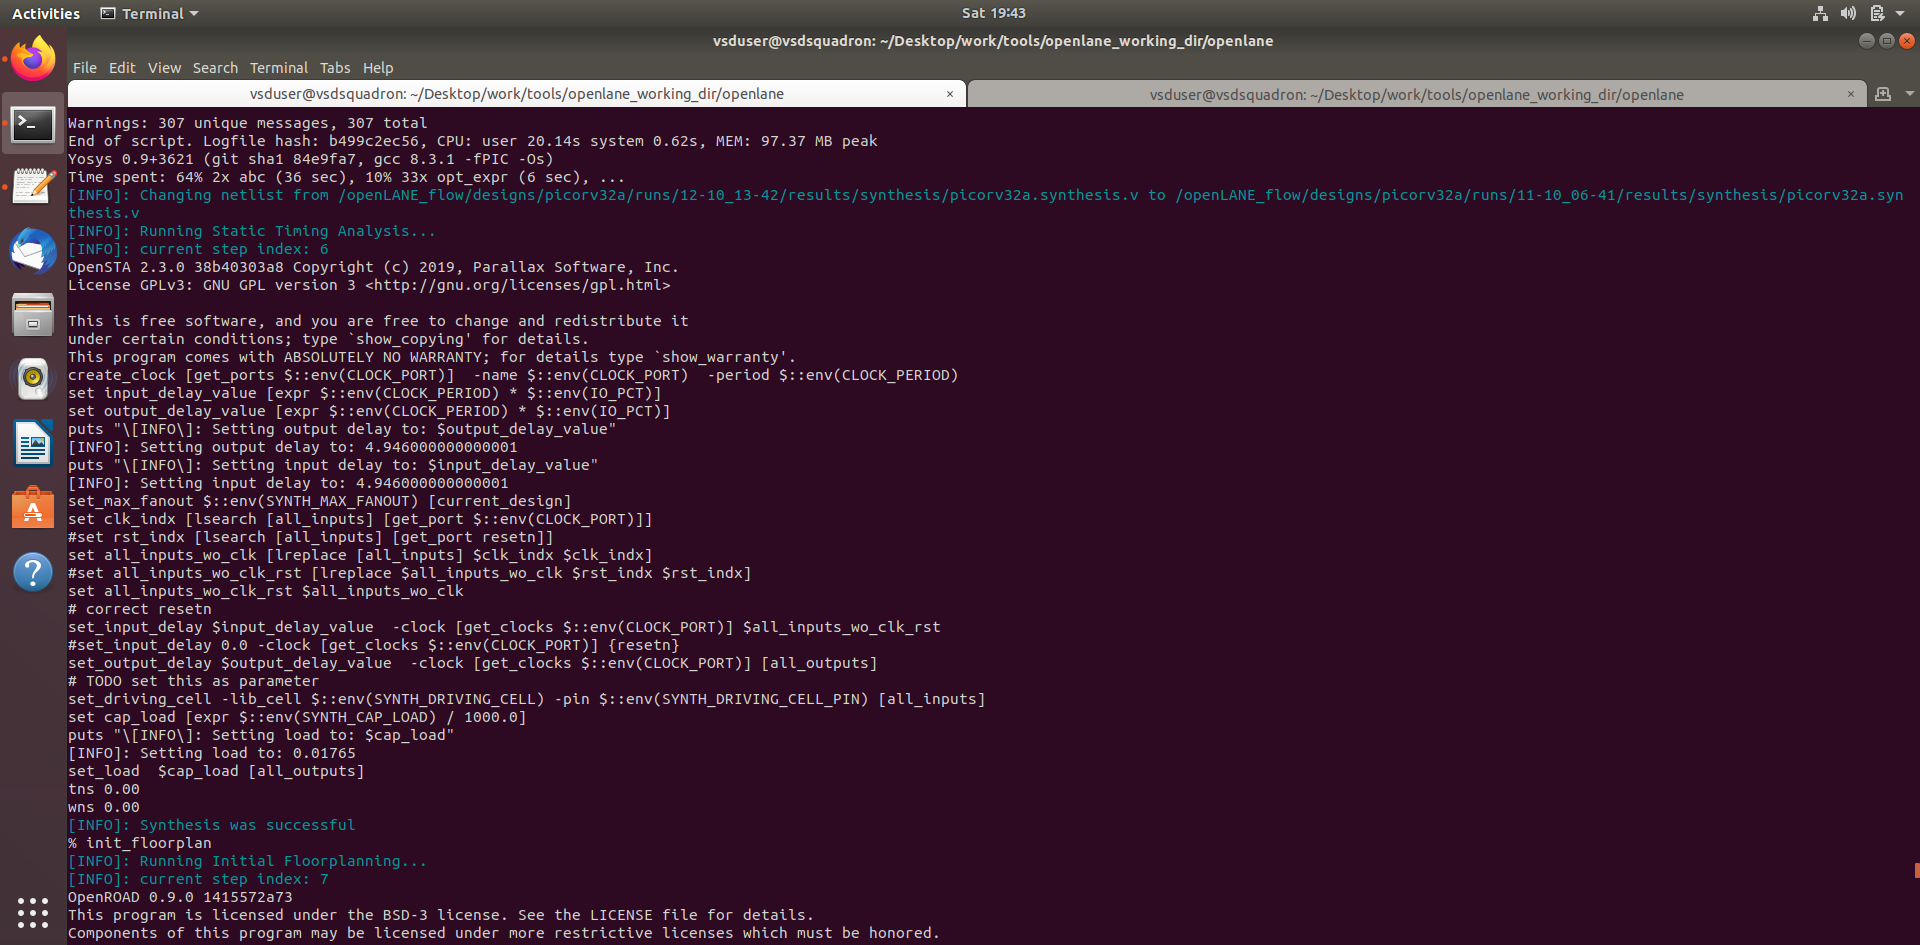 Activities Terminal Sat 19:43
vsduser@vsdsquadron: ~/Desktop/work/tools/openlane_working_dir/openlane
File Edit View Search Terminal Tabs Help
vsduser@vsdsquadron: ~/Desktop/work/tools/openlane_working_dir/openlane × vsduser@vsdsquadron: ~/Desktop/work/tools/openlane_working_dir/openlane ×
Warnings: 307 unique messages, 307 total
End of script. Logfile hash: b499c2ec56, CPU: user 20.14s system 0.62s, MEM: 97.37 MB peak
Yosys 0.9+3621 (git sha1 84e9fa7, gcc 8.3.1 -fPIC -Os)
Time spent: 64% 2x abc (36 sec), 10% 33x opt_expr (6 sec), ...
[INFO]: Changing netlist from /openLANE_flow/designs/picorv32a/runs/12-10_13-42/results/synthesis/picorv32a.synthesis.v to /openLANE_flow/designs/picorv32a/runs/11-10_06-41/results/synthesis/picorv32a.syn
thesis.v
[INFO]: Running Static Timing Analysis...
[INFO]: current step index: 6
OpenSTA 2.3.0 38b40303a8 Copyright (c) 2019, Parallax Software, Inc.
License GPLv3: GNU GPL version 3 <http://gnu.org/licenses/gpl.html>
This is free software, and you are free to change and redistribute it
under certain conditions; type `show_copying' for details.
This program comes with ABSOLUTELY NO WARRANTY; for details type `show_warranty'.
create_clock [get_ports $::env(CLOCK_PORT)]  -name $::env(CLOCK_PORT)  -period $::env(CLOCK_PERIOD)
set input_delay_value [expr $::env(CLOCK_PERIOD) * $::env(IO_PCT)]
set output_delay_value [expr $::env(CLOCK_PERIOD) * $::env(IO_PCT)]
puts "\[INFO\]: Setting output delay to: $output_delay_value"
[INFO]: Setting output delay to: 4.946000000000001
puts "\[INFO\]: Setting input delay to: $input_delay_value"
[INFO]: Setting input delay to: 4.946000000000001
set_max_fanout $::env(SYNTH_MAX_FANOUT) [current_design]
set clk_indx [lsearch [all_inputs] [get_port $::env(CLOCK_PORT)]]
#set rst_indx [lsearch [all_inputs] [get_port resetn]]
set all_inputs_wo_clk [lreplace [all_inputs] $clk_indx $clk_indx]
#set all_inputs_wo_clk_rst [lreplace $all_inputs_wo_clk $rst_indx $rst_indx]
set all_inputs_wo_clk_rst $all_inputs_wo_clk
# correct resetn
set_input_delay $input_delay_value  -clock [get_clocks $::env(CLOCK_PORT)] $all_inputs_wo_clk_rst
#set_input_delay 0.0 -clock [get_clocks $::env(CLOCK_PORT)] {resetn}
set_output_delay $output_delay_value  -clock [get_clocks $::env(CLOCK_PORT)] [all_outputs]
# TODO set this as parameter
set_driving_cell -lib_cell $::env(SYNTH_DRIVING_CELL) -pin $::env(SYNTH_DRIVING_CELL_PIN) [all_inputs]
set cap_load [expr $::env(SYNTH_CAP_LOAD) / 1000.0]
puts "\[INFO\]: Setting load to: $cap_load"
[INFO]: Setting load to: 0.01765
set_load  $cap_load [all_outputs]
tns 0.00
wns 0.00
[INFO]: Synthesis was successful
% init_floorplan
[INFO]: Running Initial Floorplanning...
[INFO]: current step index: 7
OpenROAD 0.9.0 1415572a73
This program is licensed under the BSD-3 license. See the LICENSE file for details.
Components of this program may be licensed under more restrictive licenses which must be honored.